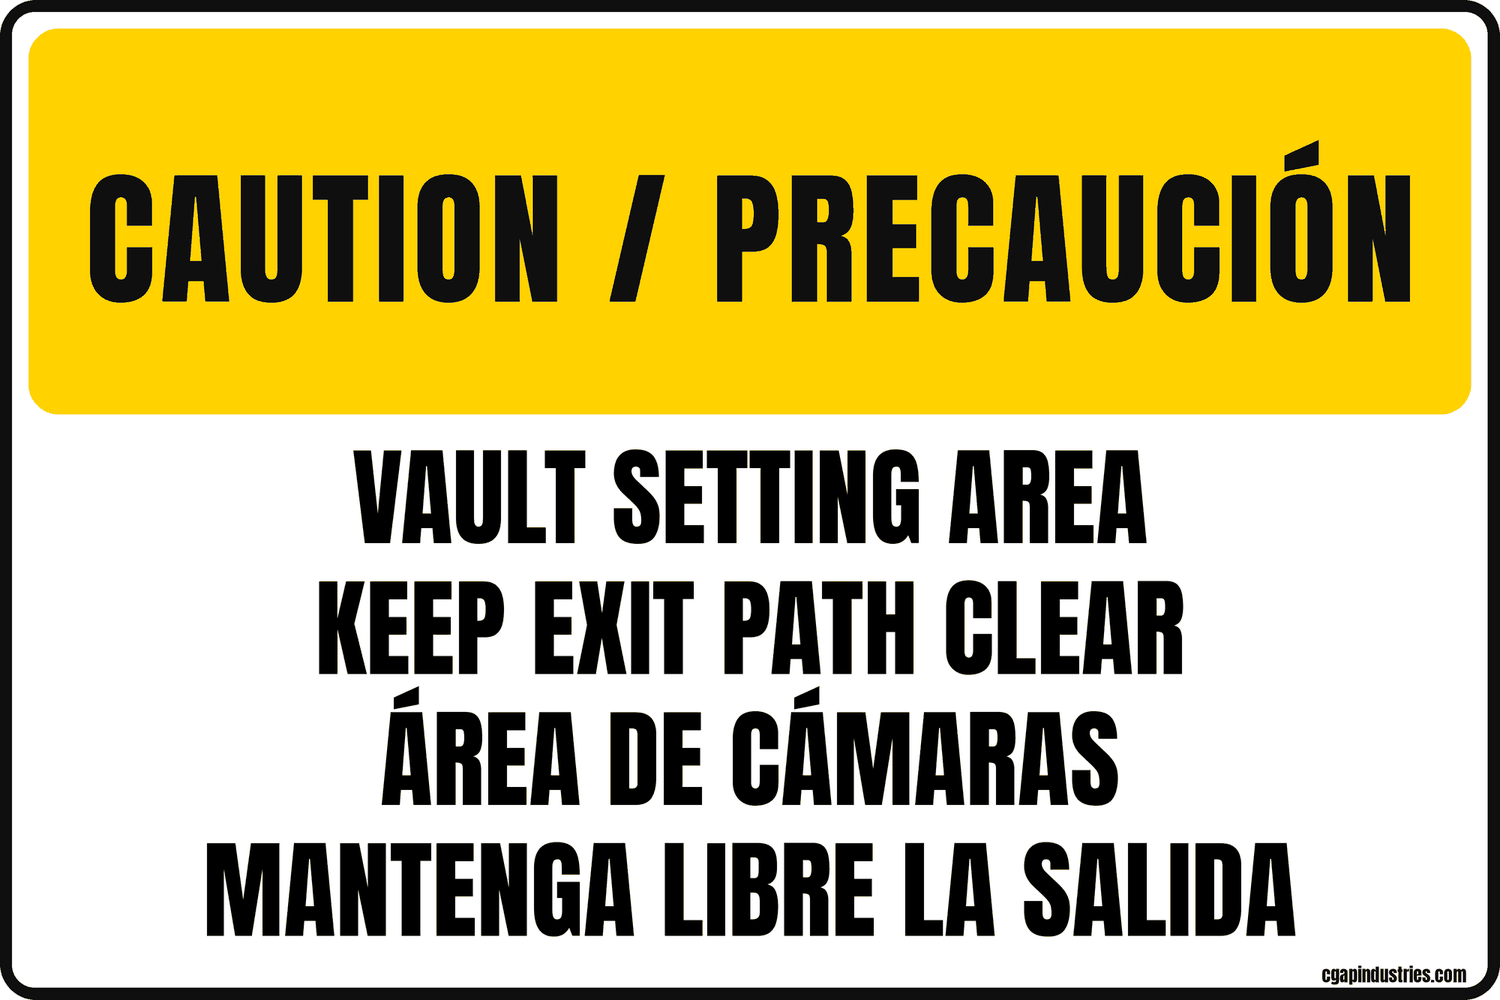 CAUTION / PRECAUCIÓN
VAULT SETTING AREA
KEEP EXIT PATH CLEAR
ÁREA DE CÁMARAS
MANTENGA LIBRE LA SALIDA
cgapindustries.com